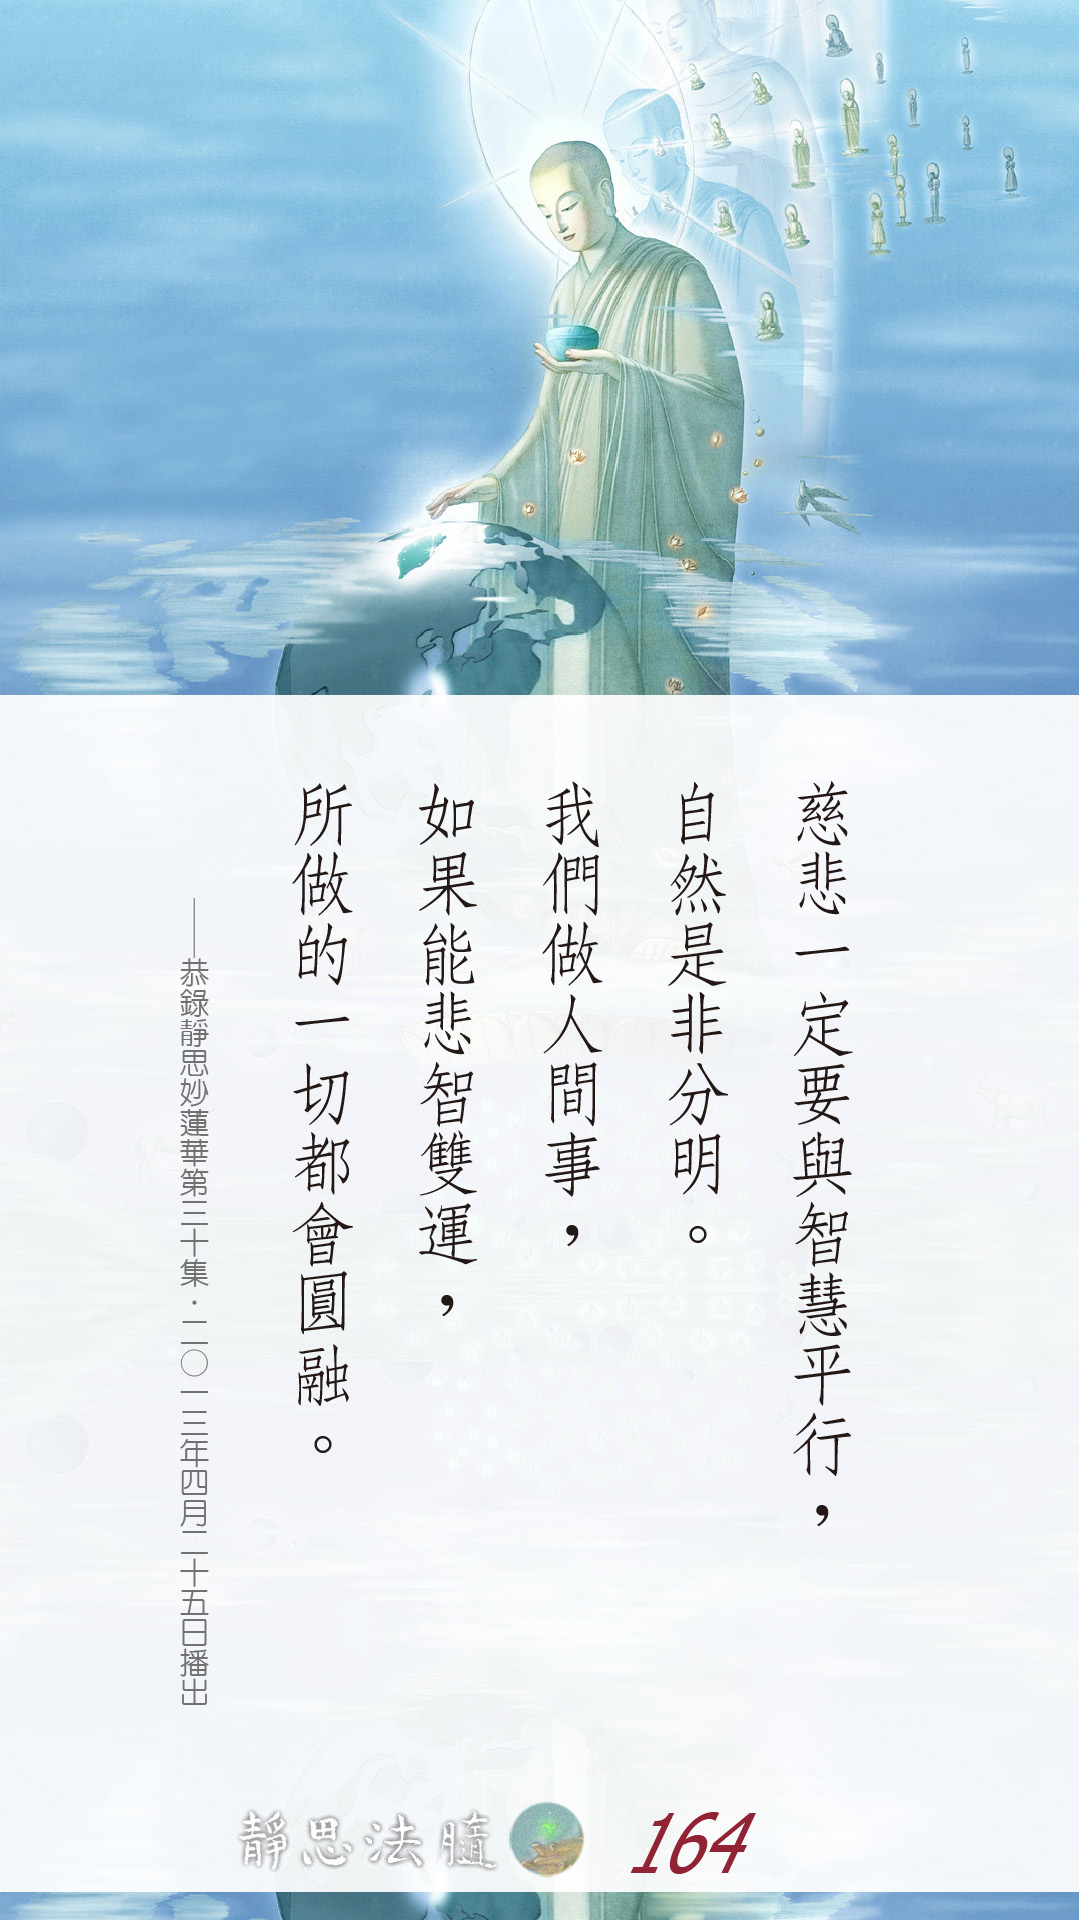 慈悲一定要與智慧平行，
自然是非分明。
我們做人間事，
如果能悲智雙運，
所做的一切都會圓融。
——恭錄靜思妙蓮華第三十集·二〇一三年四月二十五日播出
靜思法髓 164